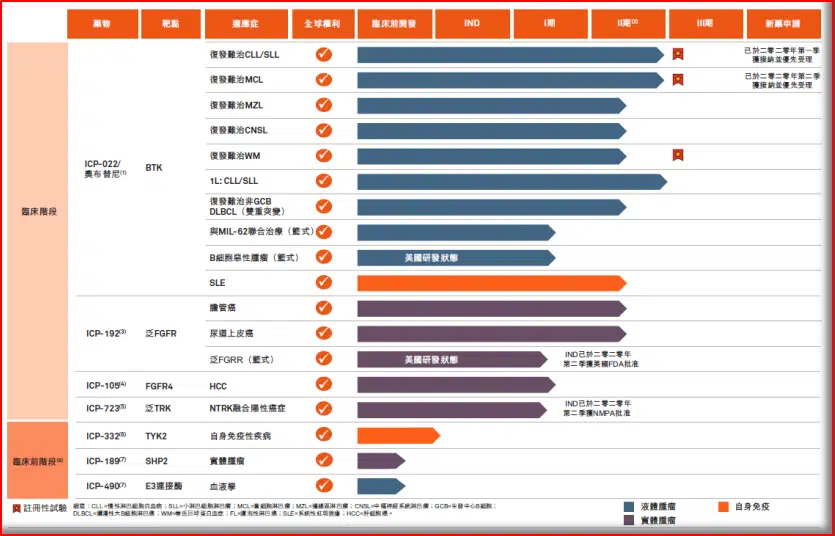 藥物 靶點 適應症 全球權利 臨床前開發 IND I期 II期⁽²⁾ III期 新藥申請
復發難治CLL/SLL 已於二零二零年第一季
獲接納並優先受理
復發難治MCL 已於二零二零年第二季
獲接納並優先受理
復發難治MZL
復發難治CNSL
ICP-022/
奧布替尼⁽¹⁾ BTK
復發難治WM
1L: CLL/SLL
復發難治非GCB
DLBCL(雙重突變)
臨床階段
與MIL-62聯合治療(籃式)
B細胞惡性腫瘤(籃式) 美國研發狀態
SLE
膽管癌
ICP-192⁽³⁾ 泛FGFR 尿道上皮癌
泛FGRR(籃式) 美國研發狀態 IND已於二零二零年
第二季獲美國FDA批准
ICP-105⁽⁴⁾ FGFR4 HCC
ICP-723⁽⁵⁾ 泛TRK NTRK融合陽性癌症 IND已於二零二零年
第二季獲NMPA批准
ICP-332⁽⁶⁾ TYK2 自身免疫性疾病
臨床前階段⁽⁸⁾ ICP-189⁽⁷⁾ SHP2 實體腫瘤
ICP-490⁽⁷⁾ E3連接酶 血液學
註冊性試驗
縮寫:CLL=慢性淋巴細胞白血病;SLL=小淋巴細胞淋巴瘤;MCL=套細胞淋巴瘤;MZL=邊緣區淋巴瘤;CNSL=中樞神經系統淋巴瘤;GCB=生發中心B細胞;
DLBCL=瀰漫性大B細胞淋巴癌;WM=華氏巨球蛋白血症;FL=濾泡性淋巴癌;SLE=系統性紅斑狼瘡;HCC=肝細胞癌。
液體腫瘤 自身免疫
實體腫瘤